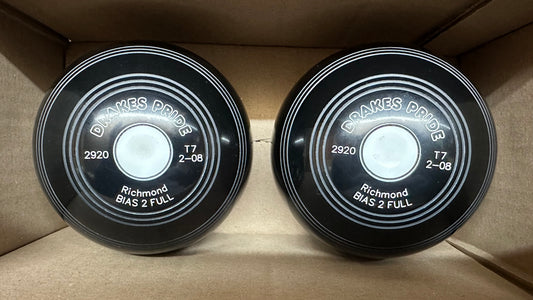 DRAKES PRIDE
2920
T7
2-08
Richmond
BIAS 2 FULL
DRAKES PRIDE
2920
T7
2-08
Richmond
BIAS 2 FULL